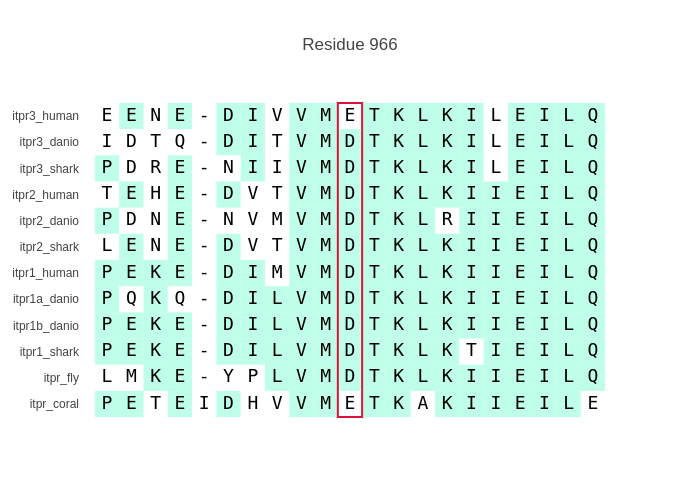 Residue 966
itpr3_human E E N E - D I V V M E T K L K I L E I L Q
itpr3_danio I D T Q - D I T V M D T K L K I L E I L Q
itpr3_shark P D R E - N I I V M D T K L K I L E I L Q
itpr2_human T E H E - D V T V M D T K L K I I E I L Q
itpr2_danio P D N E - N V M V M D T K L R I I E I L Q
itpr2_shark L E N E - D V T V M D T K L K I I E I L Q
itpr1_human P E K E - D I M V M D T K L K I I E I L Q
itpr1a_danio P Q K Q - D I L V M D T K L K I I E I L Q
itpr1b_danio P E K E - D I L V M D T K L K I I E I L Q
itpr1_shark P E K E - D I L V M D T K L K T I E I L Q
itpr_fly L M K E - Y P L V M D T K L K I I E I L Q
itpr_coral P E T E I D H V V M E T K A K I I E I L E